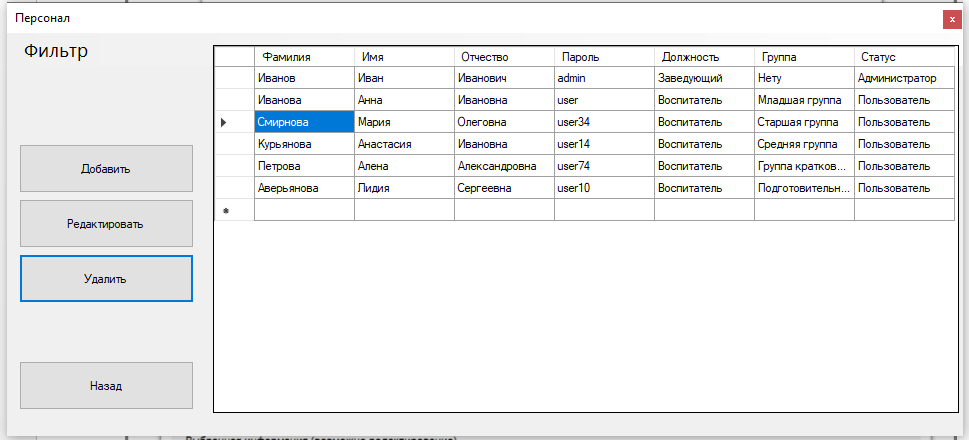 Персонал
x
Фильтр
Фамилия Имя Отчество Пароль Должность Группа Статус
Иванов Иван Иванович admin Заведующий Нету Администратор
Иванова Анна Ивановна user Воспитатель Младшая группа Пользователь
Смирнова Мария Олеговна user34 Воспитатель Старшая группа Пользователь
Курьянова Анастасия Ивановна user14 Воспитатель Средняя группа Пользователь
Петрова Алена Александровна user74 Воспитатель Группа кратков... Пользователь
Аверьянова Лидия Сергеевна user10 Воспитатель Подготовительн... Пользователь
Добавить
Редактировать
Удалить
Назад